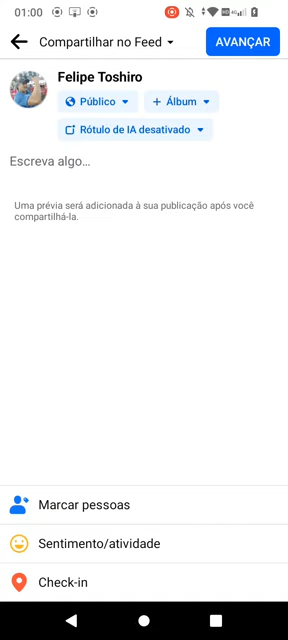 01:00
Compartilhar no Feed
AVANÇAR
Felipe Toshiro
Público
+ Álbum
Rótulo de IA desativado
Escreva algo...
Uma prévia será adicionada à sua publicação após você
compartilhá-la.
Marcar pessoas
Sentimento/atividade
Check-in